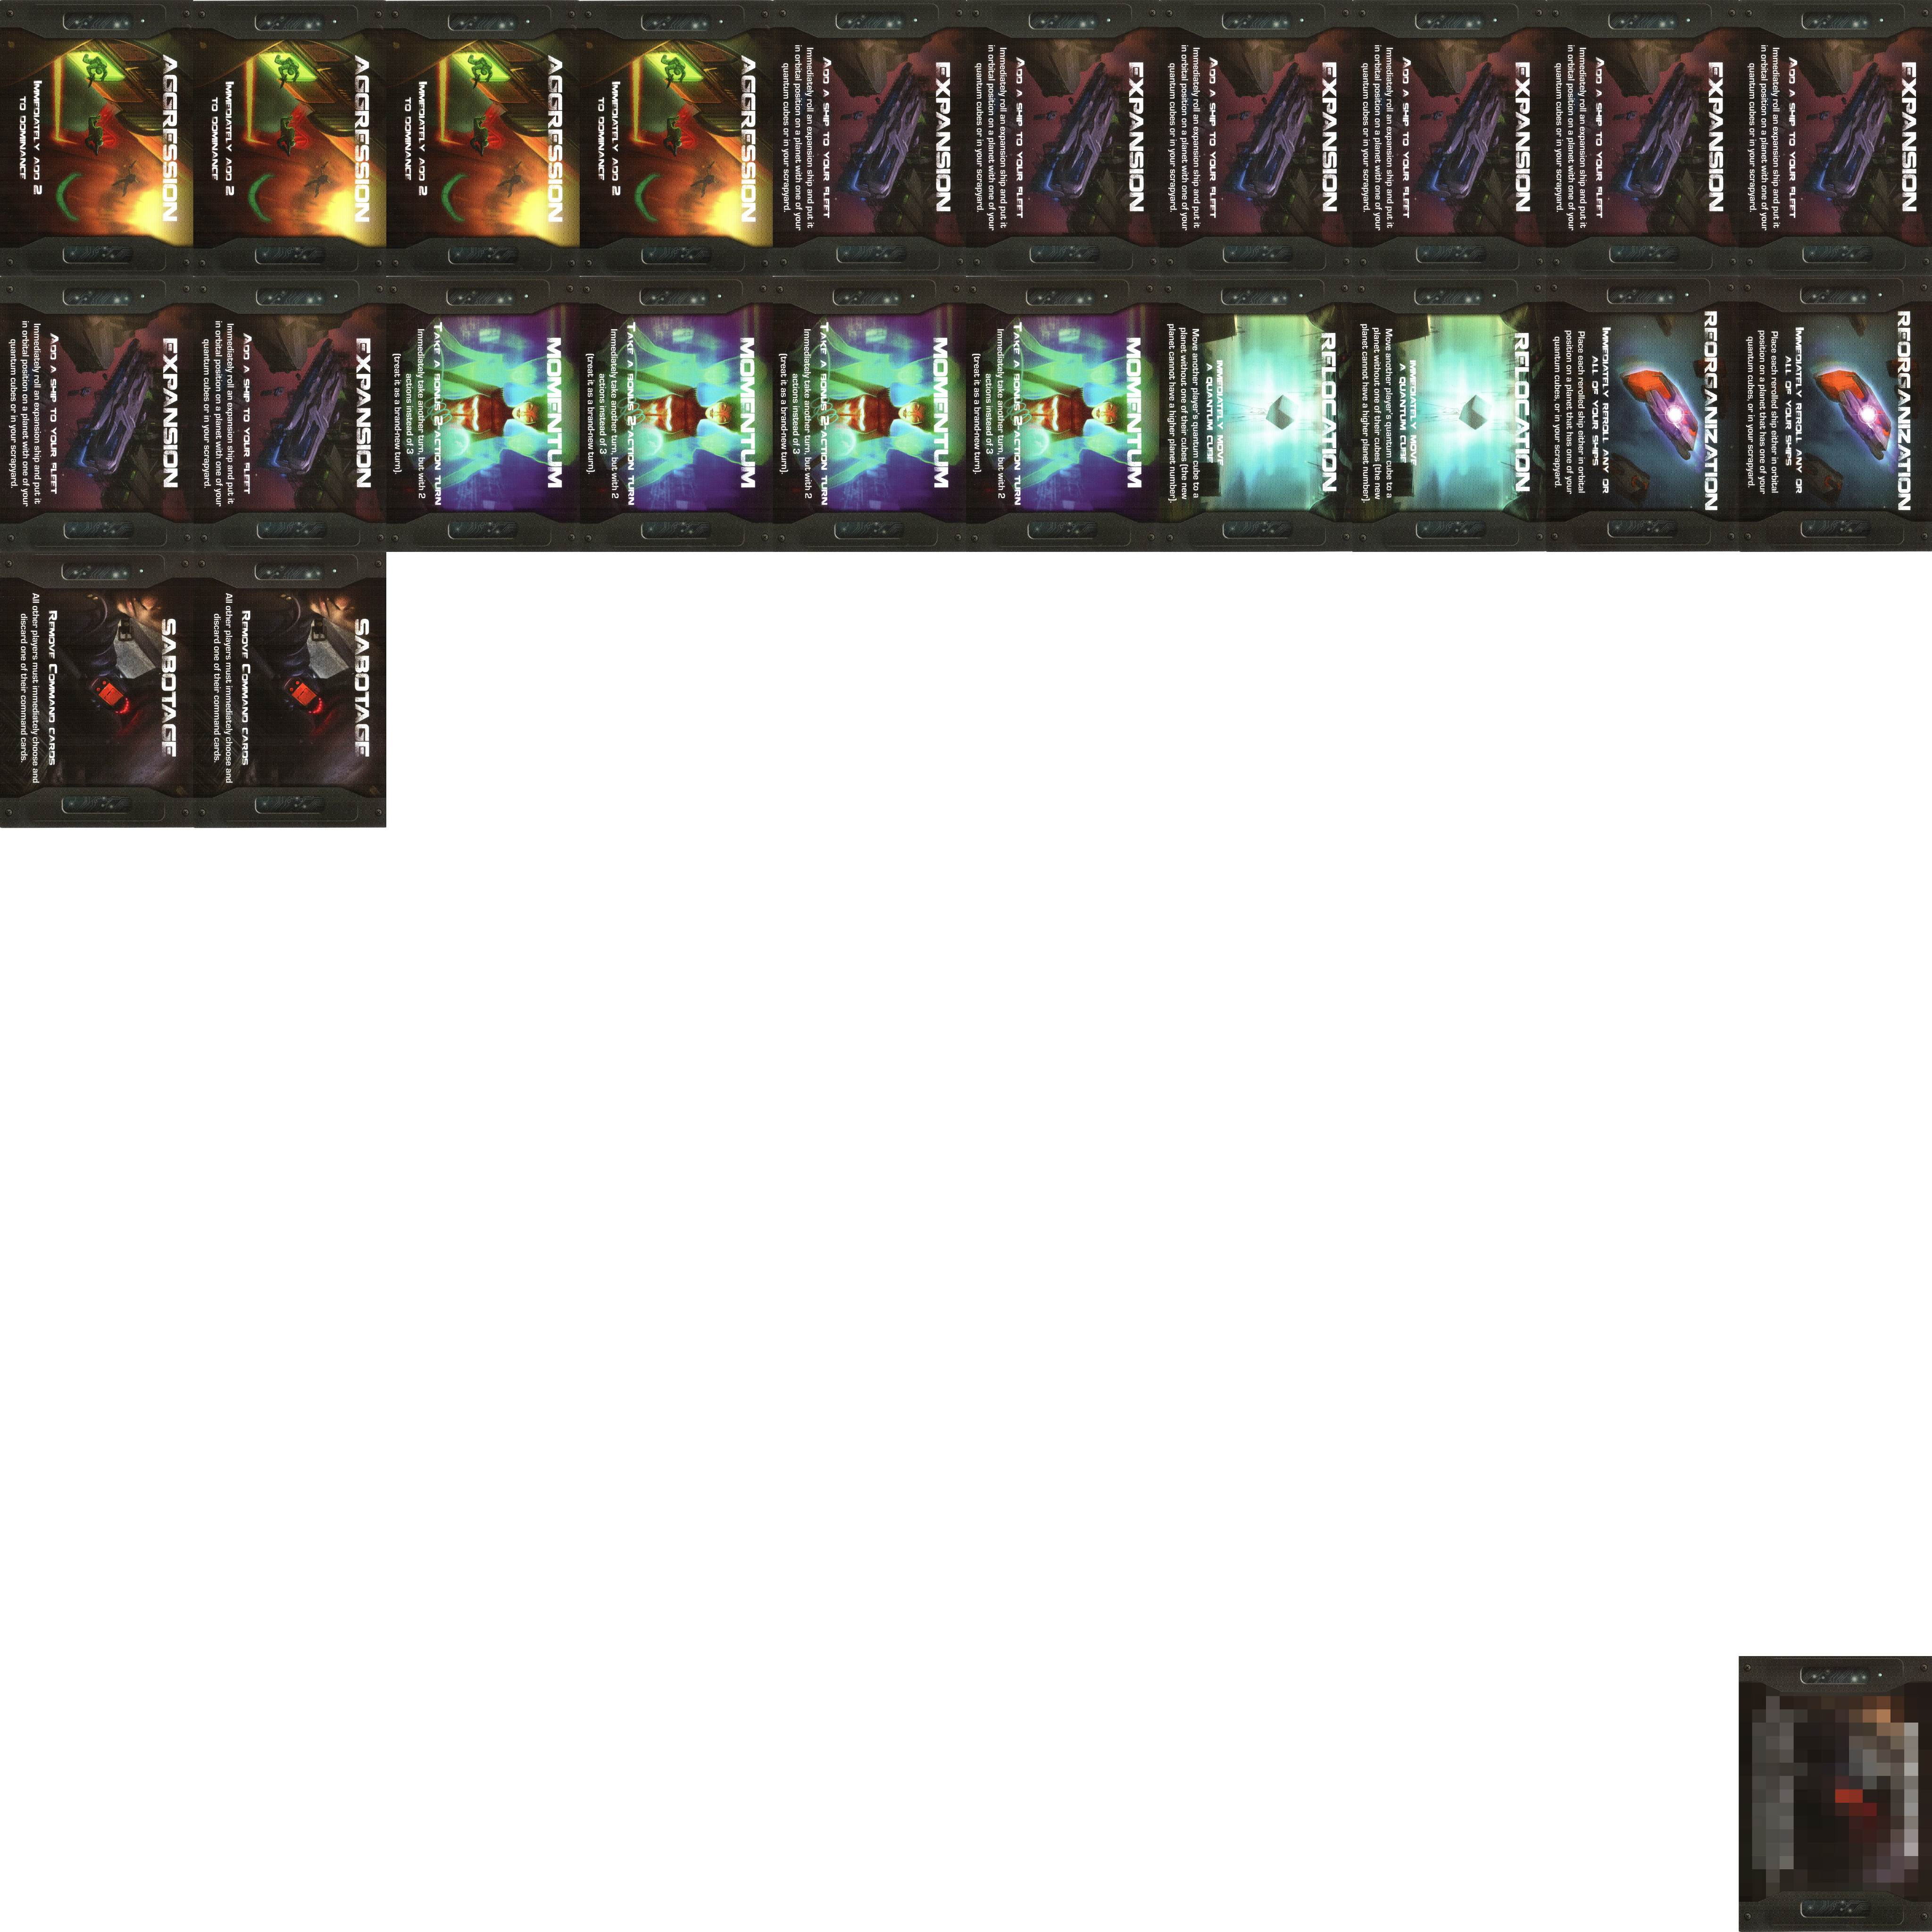 EXPANSION
Add a ship to your fleet
Immediately roll an expansion ship and put it
in orbital position on a planet with one of your
quantum cubes or in your scrapyard.
REORGANIZATION
Immediately reroll any or
all of your ships
Place each rerolled ship either in orbital
position on a planet that has one of your
quantum cubes, or in your scrapyard.
EXPANSION
Add a ship to your fleet
Immediately roll an expansion ship and put it
in orbital position on a planet with one of your
quantum cubes or in your scrapyard.
REORGANIZATION
Immediately reroll any or
all of your ships
Place each rerolled ship either in orbital
position on a planet that has one of your
quantum cubes, or in your scrapyard.
EXPANSION
Add a ship to your fleet
Immediately roll an expansion ship and put it
in orbital position on a planet with one of your
quantum cubes or in your scrapyard.
RELOCATION
immediately move
a quantum cube
Move another player's quantum cube to a
planet without one of their cubes (the new
planet cannot have a higher planet number).
EXPANSION
Add a ship to your fleet
Immediately roll an expansion ship and put it
in orbital position on a planet with one of your
quantum cubes or in your scrapyard.
RELOCATION
immediately move
a quantum cube
Move another player's quantum cube to a
planet without one of their cubes (the new
planet cannot have a higher planet number).
EXPANSION
Add a ship to your fleet
Immediately roll an expansion ship and put it
in orbital position on a planet with one of your
quantum cubes or in your scrapyard.
MOMENTUM
Take a bonus 2-action turn
Immediately take another turn, but with 2
actions instead of 3
(treat it as a brand-new turn).
EXPANSION
Add a ship to your fleet
Immediately roll an expansion ship and put it
in orbital position on a planet with one of your
quantum cubes or in your scrapyard.
MOMENTUM
Take a bonus 2-action turn
Immediately take another turn, but with 2
actions instead of 3
(treat it as a brand-new turn).
AGGRESSION
Immediately add 2
to dominance
MOMENTUM
Take a bonus 2-action turn
Immediately take another turn, but with 2
actions instead of 3
(treat it as a brand-new turn).
AGGRESSION
Immediately add 2
to dominance
MOMENTUM
Take a bonus 2-action turn
Immediately take another turn, but with 2
actions instead of 3
(treat it as a brand-new turn).
AGGRESSION
Immediately add 2
to dominance
EXPANSION
Add a ship to your fleet
Immediately roll an expansion ship and put it
in orbital position on a planet with one of your
quantum cubes or in your scrapyard.
SABOTAGE
Remove Command cards
All other players must immediately choose and
discard one of their command cards.
AGGRESSION
Immediately add 2
to dominance
EXPANSION
Add a ship to your fleet
Immediately roll an expansion ship and put it
in orbital position on a planet with one of your
quantum cubes or in your scrapyard.
SABOTAGE
Remove Command cards
All other players must immediately choose and
discard one of their command cards.